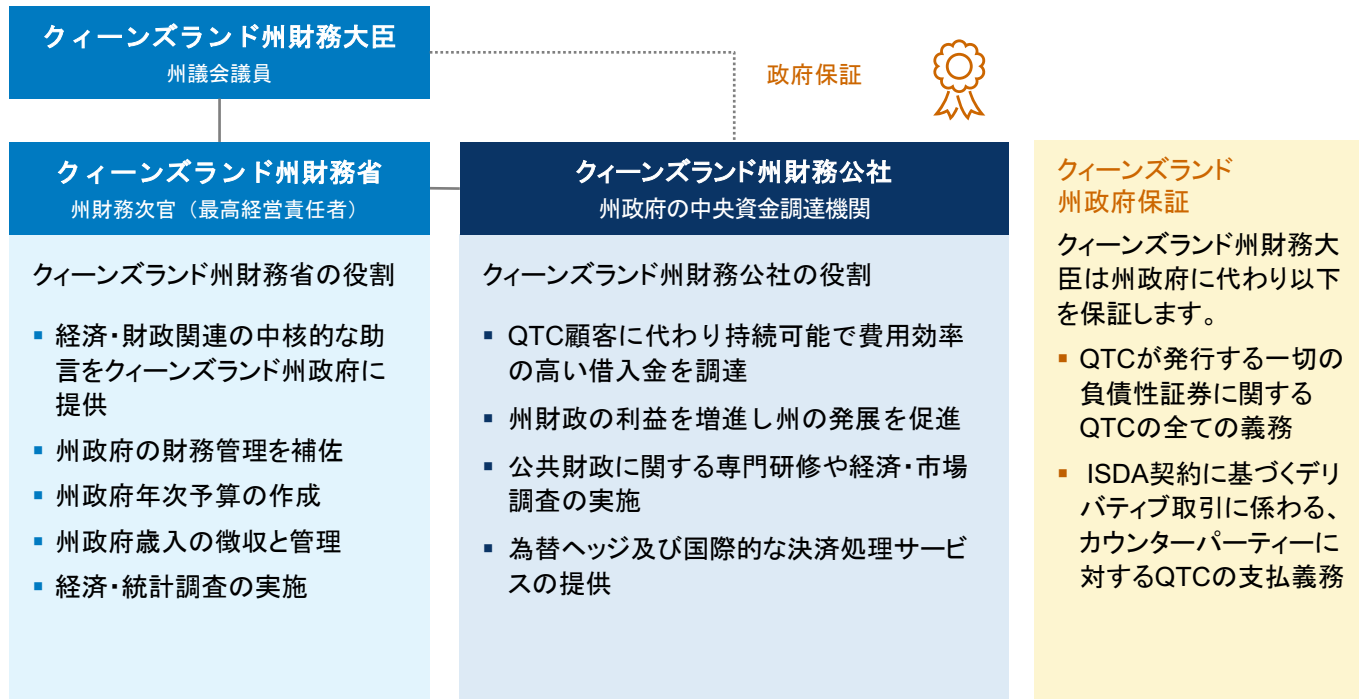 クィーンズランド州財務大臣
州議会議員
政府保証
クィーンズランド州財務省
州財務次官（最高経営責任者）
クィーンズランド州財務省の役割
▪ 経済・財政関連の中核的な助
言をクィーンズランド州政府に
提供
▪ 州政府の財務管理を補佐
▪ 州政府年次予算の作成
▪ 州政府歳入の徴収と管理
▪ 経済・統計調査の実施
クィーンズランド州財務公社
州政府の中央資金調達機関
クィーンズランド州財務公社の役割
▪ QTC顧客に代わり持続可能で費用効率
の高い借入金を調達
▪ 州財政の利益を増進し州の発展を促進
▪ 公共財政に関する専門研修や経済・市場
調査の実施
▪ 為替ヘッジ及び国際的な決済処理サービ
スの提供
クィーンズランド
州政府保証
クィーンズランド州財務大
臣は州政府に代わり以下
を保証します。
▪ QTCが発行する一切の
負債性証券に関する
QTCの全ての義務
▪ ISDA契約に基づくデリ
バティブ取引に係わる、
カウンターパーティーに
対するQTCの支払義務